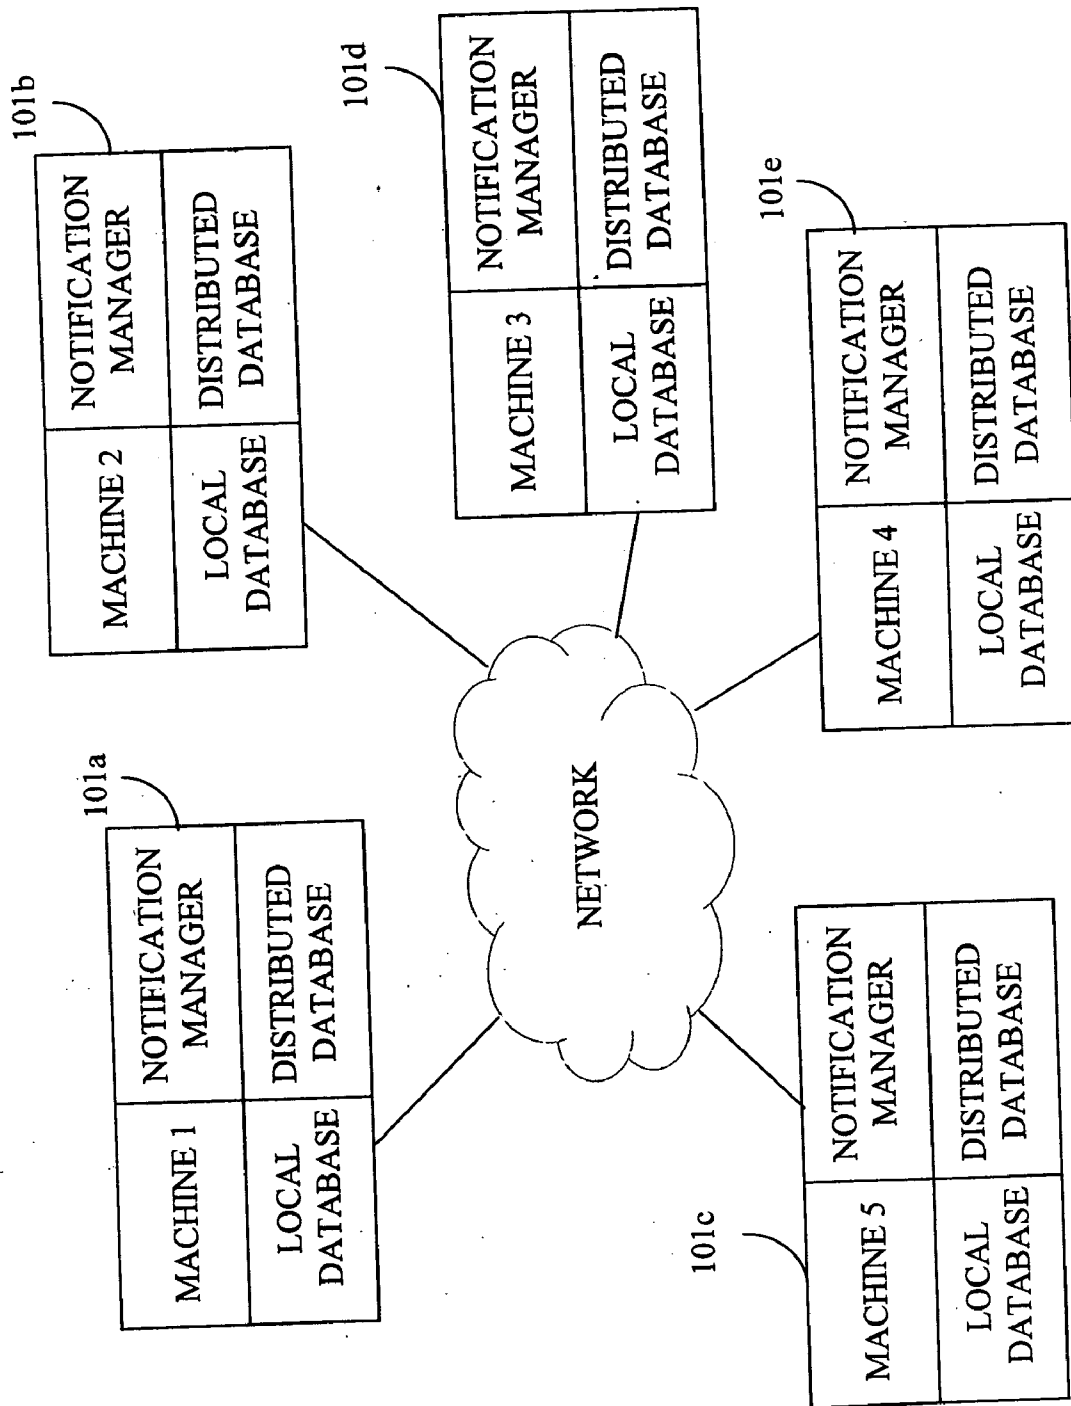 101a
MACHINE 1
NOTIFICATION
MANAGER
LOCAL
DATABASE
DISTRIBUTED
DATABASE
101b
MACHINE 2
NOTIFICATION
MANAGER
LOCAL
DATABASE
DISTRIBUTED
DATABASE
101d
MACHINE 3
NOTIFICATION
MANAGER
LOCAL
DATABASE
DISTRIBUTED
DATABASE
NETWORK
101c
MACHINE 5
NOTIFICATION
MANAGER
LOCAL
DATABASE
DISTRIBUTED
DATABASE
101e
MACHINE 4
NOTIFICATION
MANAGER
LOCAL
DATABASE
DISTRIBUTED
DATABASE